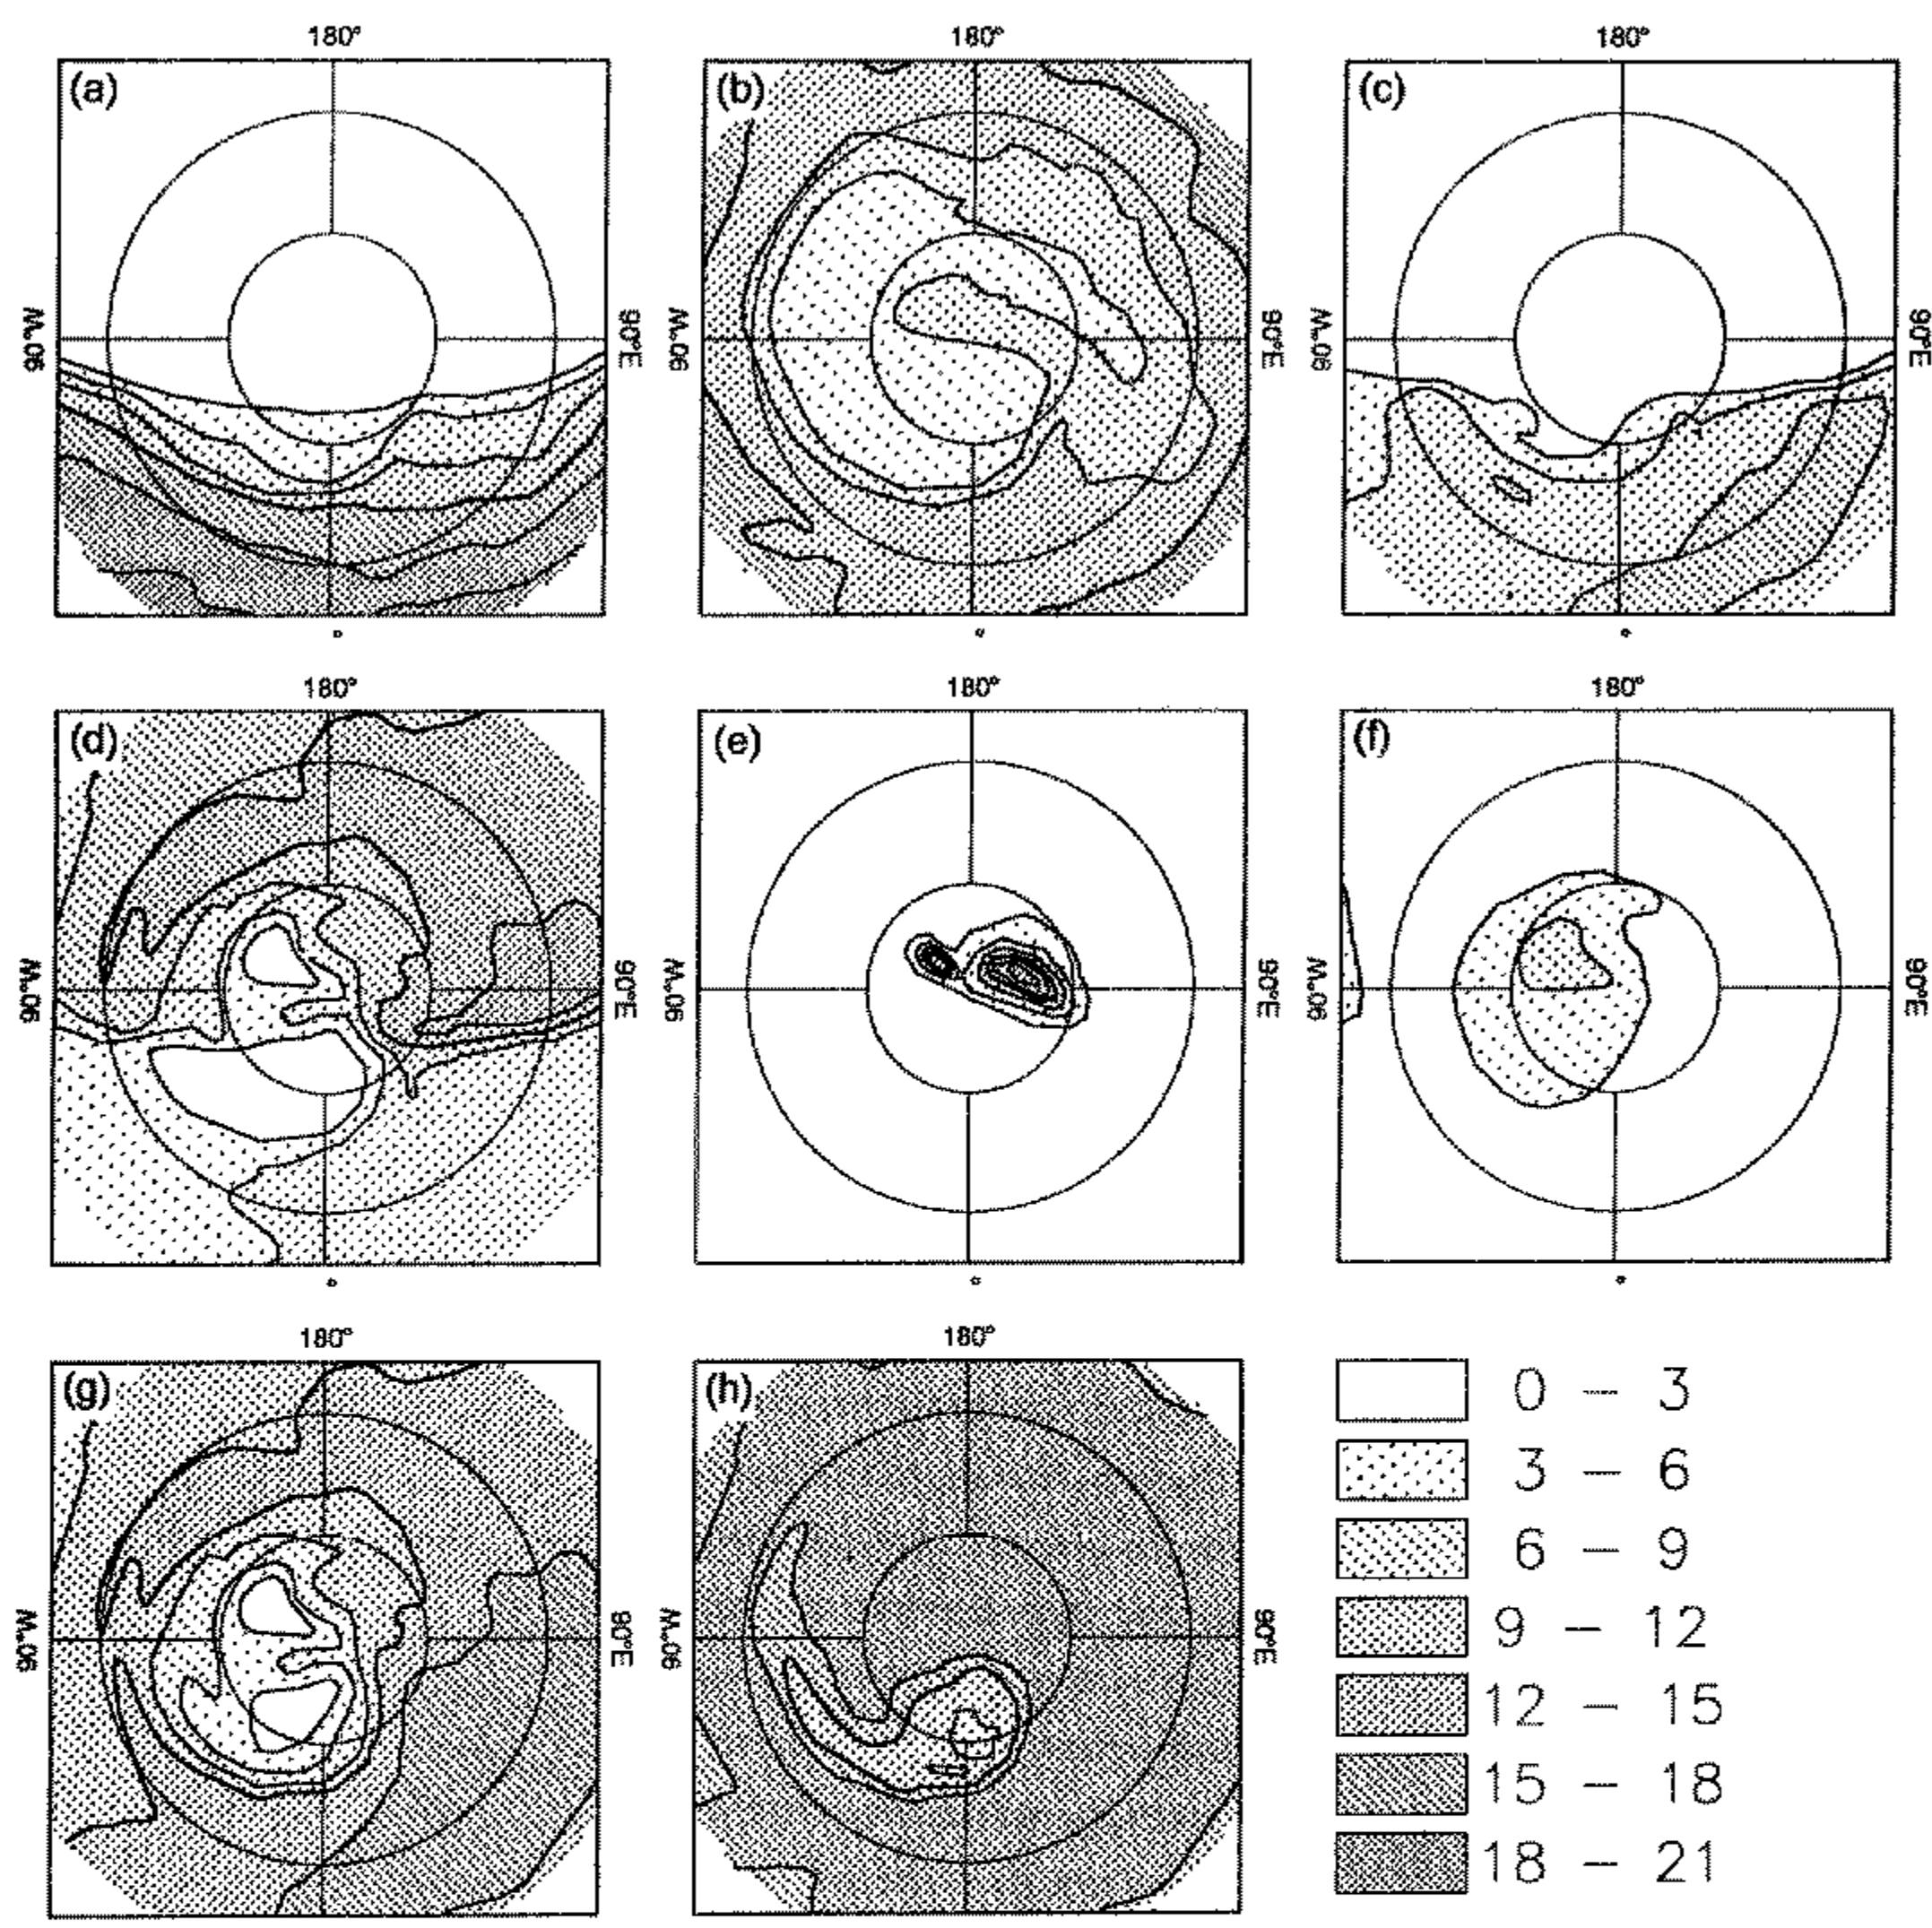 180° 180° 180°
(a) (b) (c)
90°W 90°E 90°W 90°E 90°W 90°E
180° 180° 180°
(d) (e) (f)
90°W 90°E 90°W 90°E 90°W 90°E
180° 180°
(g) (h)
90°W 90°E 90°W 90°E
0 – 3
3 – 6
6 – 9
9 – 12
12 – 15
15 – 18
18 – 21